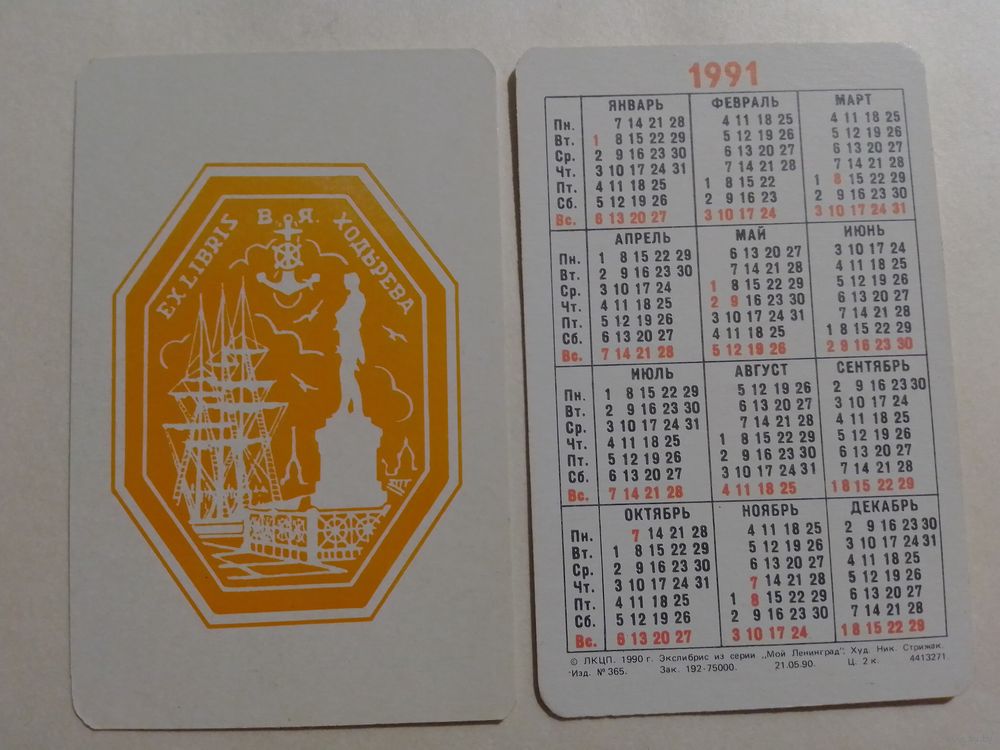 EX LIBRIS В. Я. ХОДЫРЕВА
1991
ЯНВАРЬ ФЕВРАЛЬ МАРТ
Пн. 7 14 21 28 4 11 18 25 4 11 18 25
Вт. 1 8 15 22 29 5 12 19 26 5 12 19 26
Ср. 2 9 16 23 30 6 13 20 27 6 13 20 27
Чт. 3 10 17 24 31 7 14 21 28 7 14 21 28
Пт. 4 11 18 25 1 8 15 22 1 8 15 22 29
Сб. 5 12 19 26 2 9 16 23 2 9 16 23 30
Вс. 6 13 20 27 3 10 17 24 3 10 17 24 31
АПРЕЛЬ МАЙ ИЮНЬ
Пн. 1 8 15 22 29 6 13 20 27 3 10 17 24
Вт. 2 9 16 23 30 7 14 21 28 4 11 18 25
Ср. 3 10 17 24 1 8 15 22 29 5 12 19 26
Чт. 4 11 18 25 2 9 16 23 30 6 13 20 27
Пт. 5 12 19 26 3 10 17 24 31 7 14 21 28
Сб. 6 13 20 27 4 11 18 25 1 8 15 22 29
Вс. 7 14 21 28 5 12 19 26 2 9 16 23 30
ИЮЛЬ АВГУСТ СЕНТЯБРЬ
Пн. 1 8 15 22 29 5 12 19 26 2 9 16 23 30
Вт. 2 9 16 23 30 6 13 20 27 3 10 17 24
Ср. 3 10 17 24 31 7 14 21 28 4 11 18 25
Чт. 4 11 18 25 1 8 15 22 29 5 12 19 26
Пт. 5 12 19 26 2 9 16 23 30 6 13 20 27
Сб. 6 13 20 27 3 10 17 24 31 7 14 21 28
Вс. 7 14 21 28 4 11 18 25 1 8 15 22 29
ОКТЯБРЬ НОЯБРЬ ДЕКАБРЬ
Пн. 7 14 21 28 4 11 18 25 2 9 16 23 30
Вт. 1 8 15 22 29 5 12 19 26 3 10 17 24 31
Ср. 2 9 16 23 30 6 13 20 27 4 11 18 25
Чт. 3 10 17 24 31 7 14 21 28 5 12 19 26
Пт. 4 11 18 25 1 8 15 22 29 6 13 20 27
Сб. 5 12 19 26 2 9 16 23 30 7 14 21 28
Вс. 6 13 20 27 3 10 17 24 1 8 15 22 29
© ЛКЦП. 1990 г. Экслибрис из серии „Мой Ленинград". Худ. Ник. Стрижак.
Изд. № 365. Зак. 192-75000. 21.05.90. Ц. 2 к. 4413271.